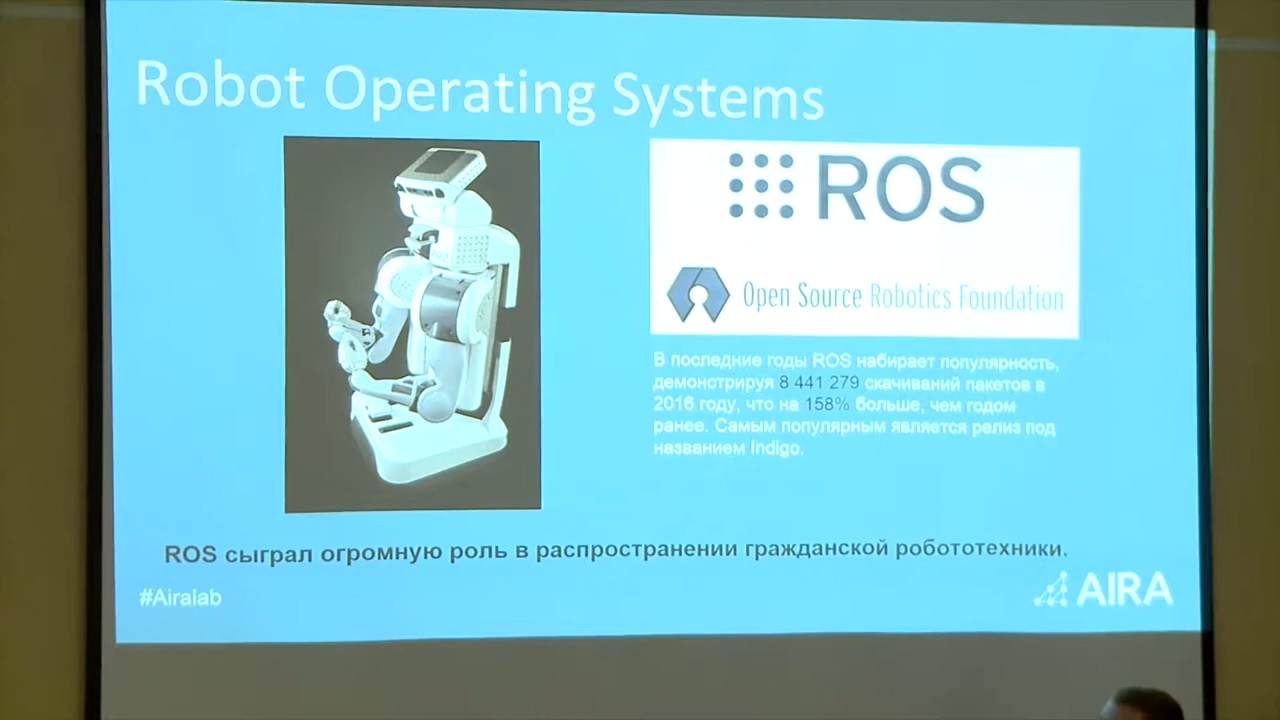 Robot Operating Systems
ROS
Open Source Robotics Foundation
В последние годы ROS набирает популярность,
демонстрируя 8 441 279 скачиваний пакетов в
2016 году, что на 158% больше, чем годом
ранее. Самым популярным является релиз под
названием Indigo.
ROS сыграл огромную роль в распространении гражданской робототехники.
#Airalab
AIRA